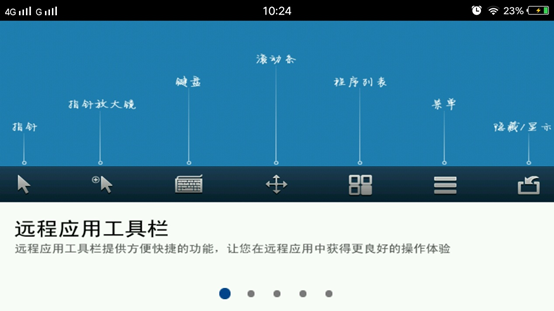 4G G 10:24 23%
滚动条
键盘 程序列表
指针放大镜 菜单
指针 隐藏/显示
远程应用工具栏
远程应用工具栏提供方便快捷的功能，让您在远程应用中获得更良好的操作体验